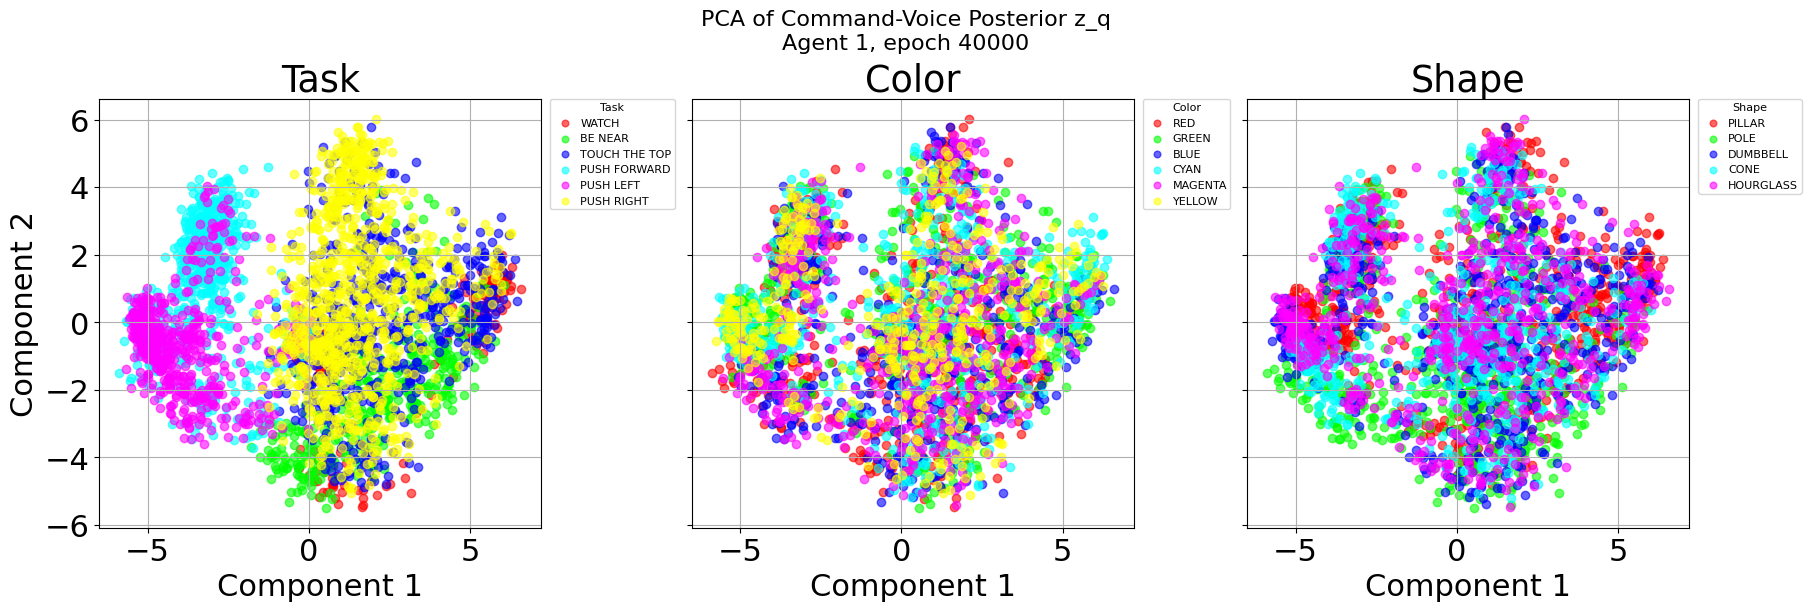 PCA of Command-Voice Posterior z_q
Agent 1, epoch 40000
Task
Component 2
6
4
2
0
−2
−4
−6
−5
0
5
Component 1
Task
WATCH
BE NEAR
TOUCH THE TOP
PUSH FORWARD
PUSH LEFT
PUSH RIGHT
Color
−5
0
5
Component 1
Color
RED
GREEN
BLUE
CYAN
MAGENTA
YELLOW
Shape
−5
0
5
Component 1
Shape
PILLAR
POLE
DUMBBELL
CONE
HOURGLASS